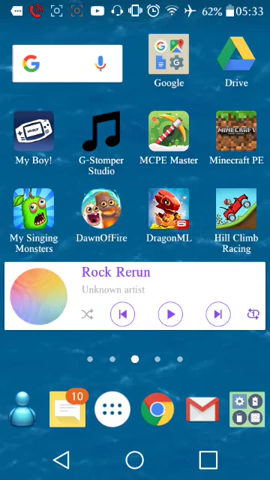 62% 05:33
Google
Drive
My Boy!
G-Stomper
Studio
MCPE Master
Minecraft PE
My Singing
Monsters
DawnOfFire
DragonML
Hill Climb
Racing
Rock Rerun
Unknown artist
10